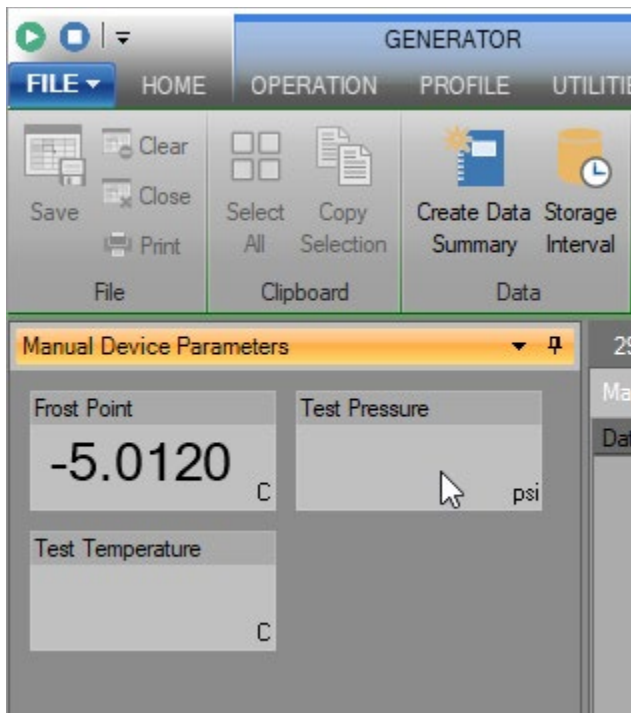 GENERATOR
FILE HOME OPERATION PROFILE
Save
Clear
Close
Print
File
Select
All
Copy
Selection
Clipboard
Create Data
Summary
Storage
Interval
Data
Manual Device Parameters
Frost Point
-5.0120
C
Test Pressure
psi
Test Temperature
C